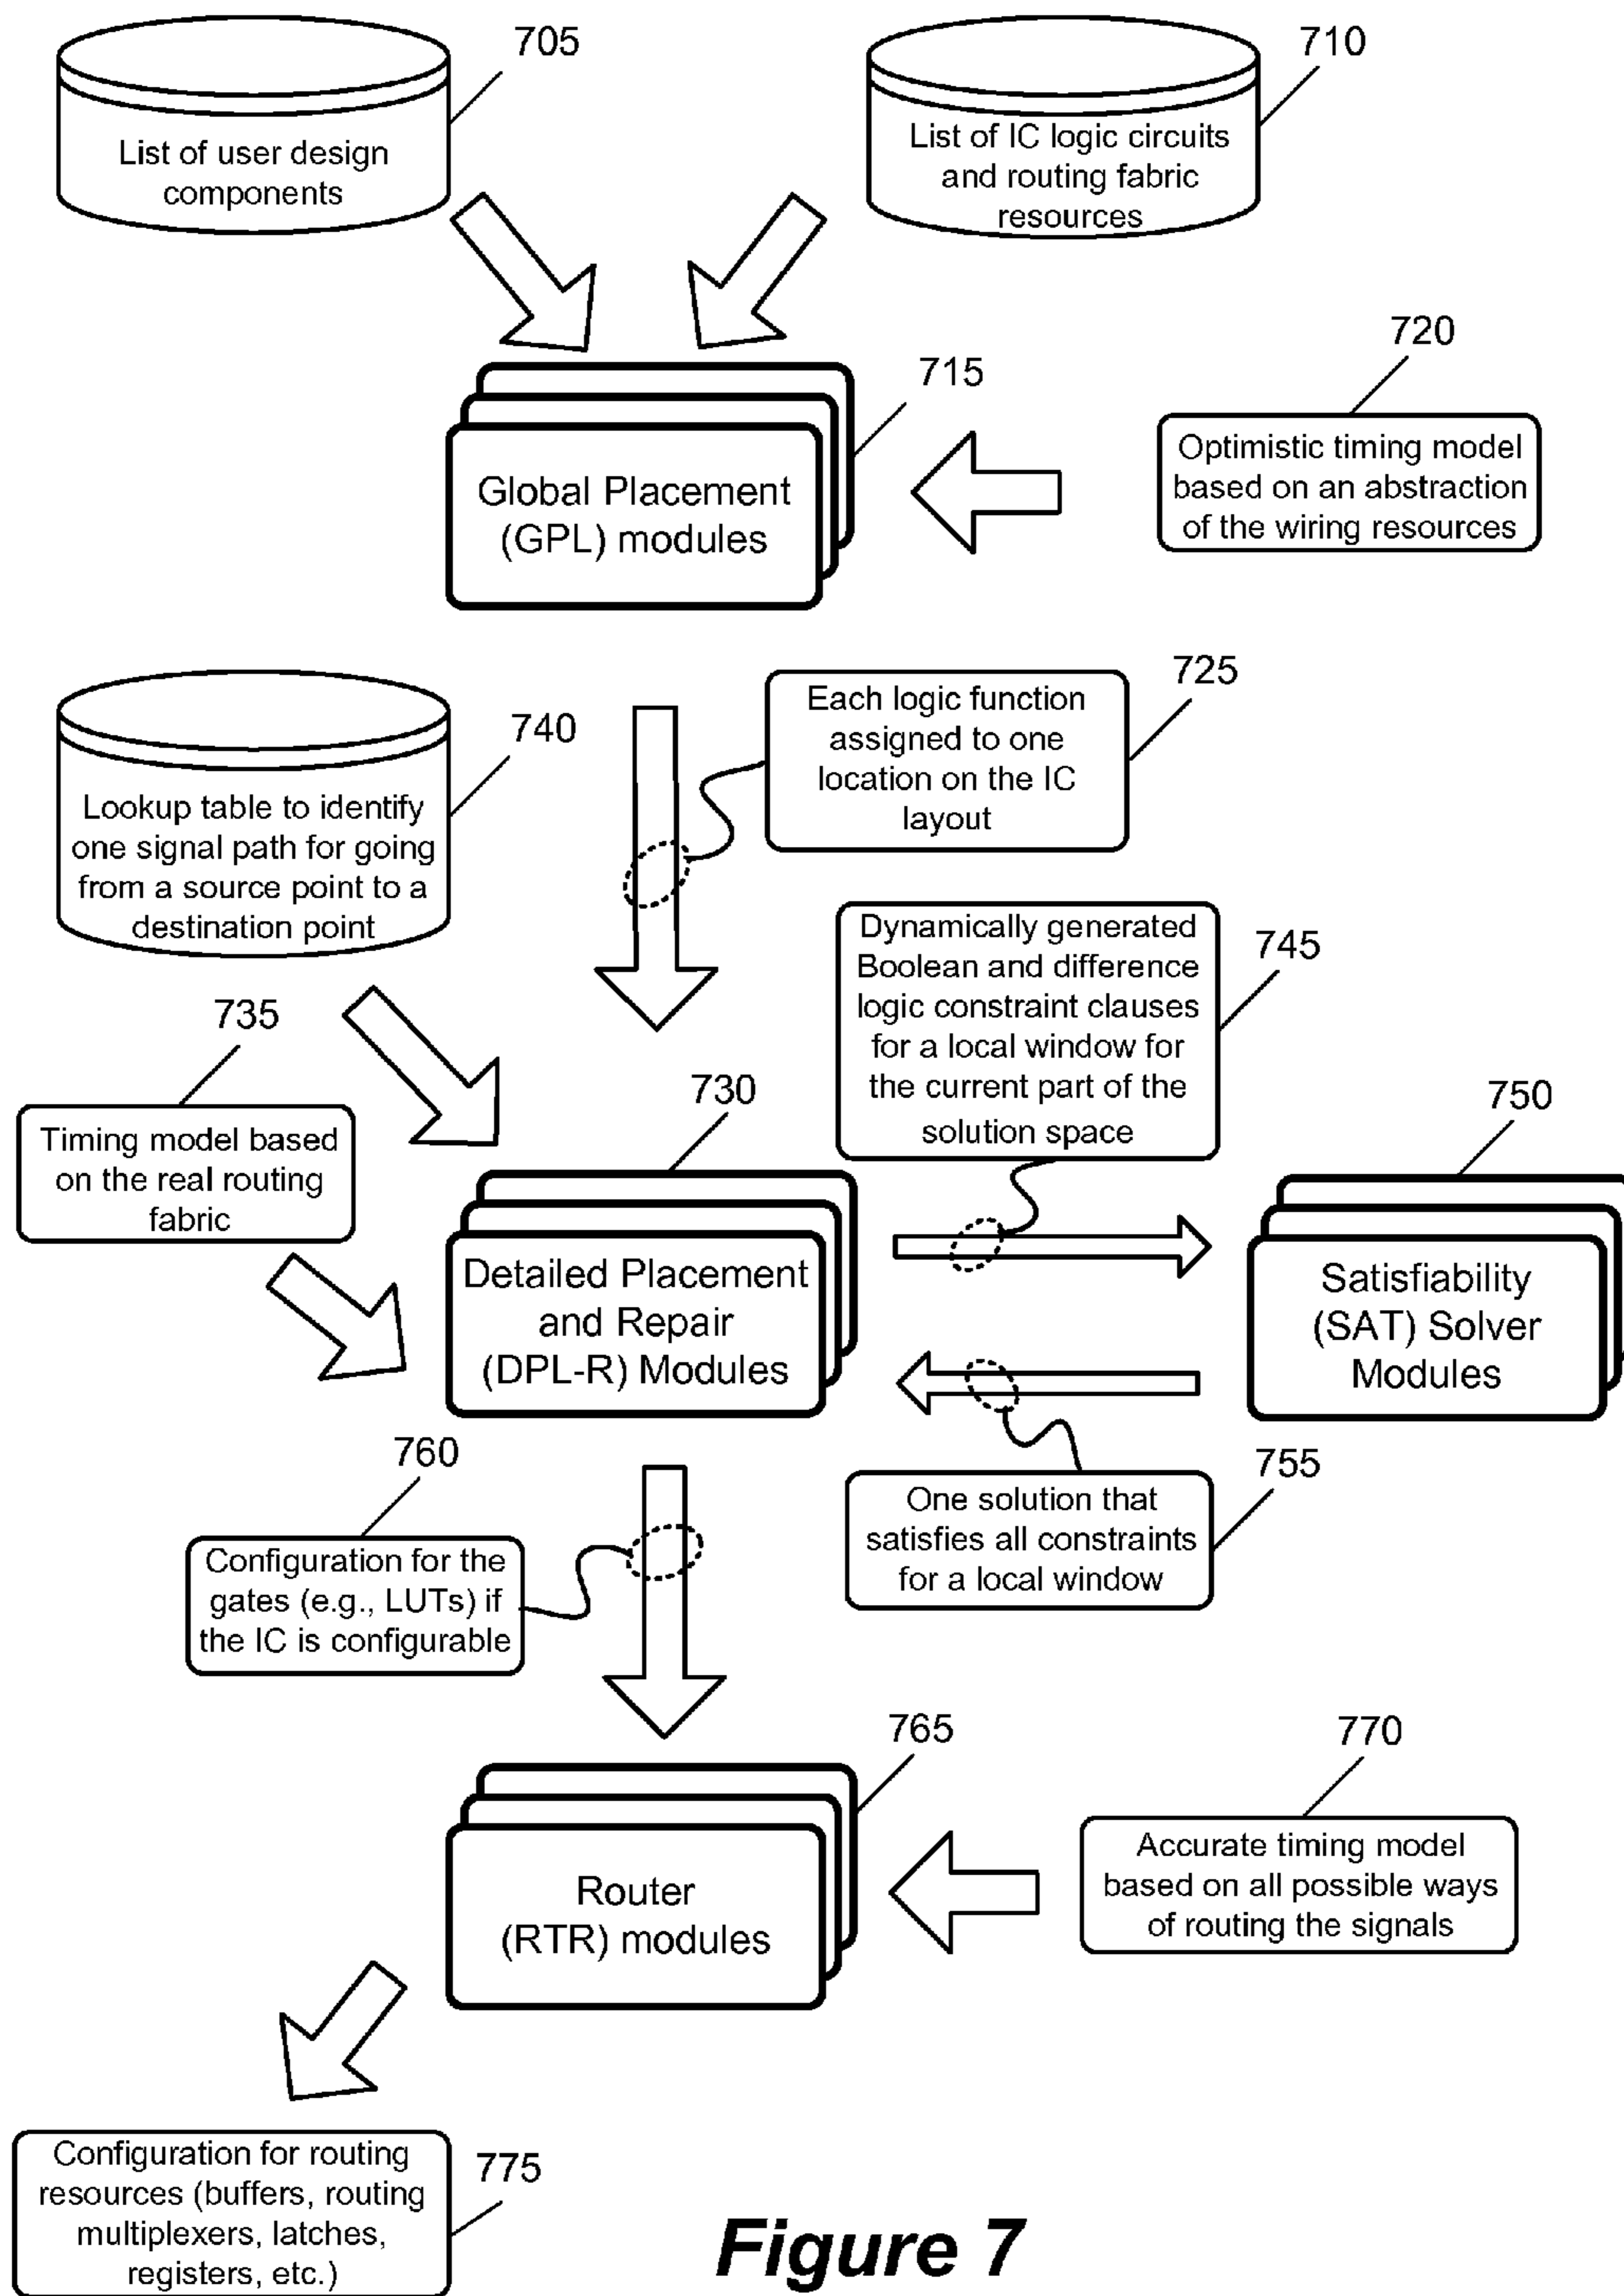 705
710
List of user design
components
List of IC logic circuits
and routing fabric
resources
720
715
Optimistic timing model
based on an abstraction
of the wiring resources
Global Placement
(GPL) modules
725
Each logic function
assigned to one
location on the IC
layout
740
Lookup table to identify
one signal path for going
from a source point to a
destination point
745
Dynamically generated
Boolean and difference
logic constraint clauses
for a local window for
the current part of the
solution space
735
Timing model based
on the real routing
fabric
730
750
Detailed Placement
and Repair
(DPL-R) Modules
Satisfiability
(SAT) Solver
Modules
760
755
One solution that
satisfies all constraints
for a local window
Configuration for the
gates (e.g., LUTs) if
the IC is configurable
765
770
Router
(RTR) modules
Accurate timing model
based on all possible ways
of routing the signals
775
Configuration for routing
resources (buffers, routing
multiplexers, latches,
registers, etc.)
Figure 7